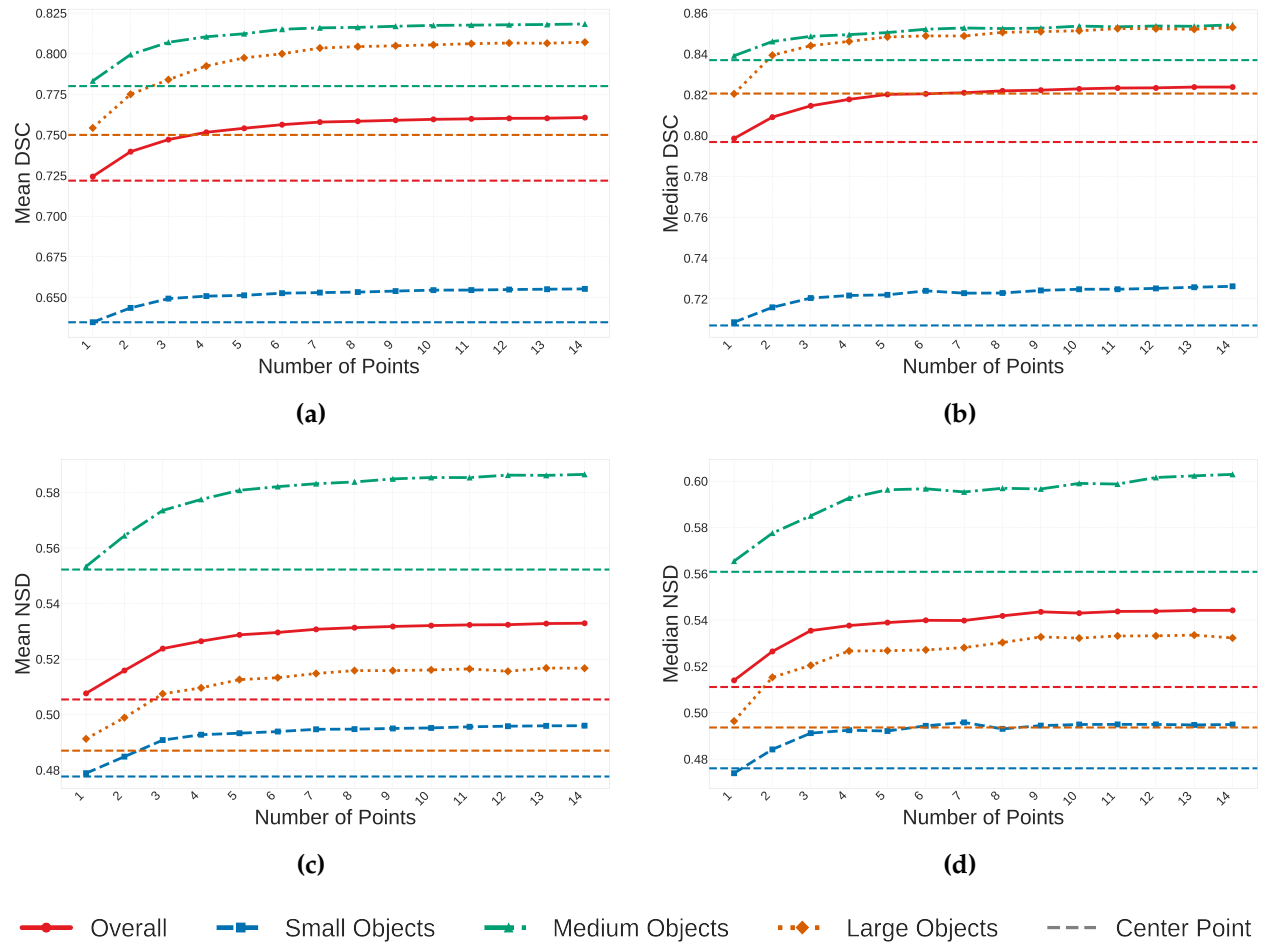 0.825
0.800
0.775
0.750
0.725
0.700
0.675
0.650
Mean DSC
1 2 3 4 5 6 7 8 9 10 11 12 13 14
Number of Points
(a)
0.86
0.84
0.82
0.80
0.78
0.76
0.74
0.72
Median DSC
1 2 3 4 5 6 7 8 9 10 11 12 13 14
Number of Points
(b)
0.58
0.56
0.54
0.52
0.50
0.48
Mean NSD
1 2 3 4 5 6 7 8 9 10 11 12 13 14
Number of Points
(c)
0.60
0.58
0.56
0.54
0.52
0.50
0.48
Median NSD
1 2 3 4 5 6 7 8 9 10 11 12 13 14
Number of Points
(d)
Overall Small Objects Medium Objects Large Objects Center Point